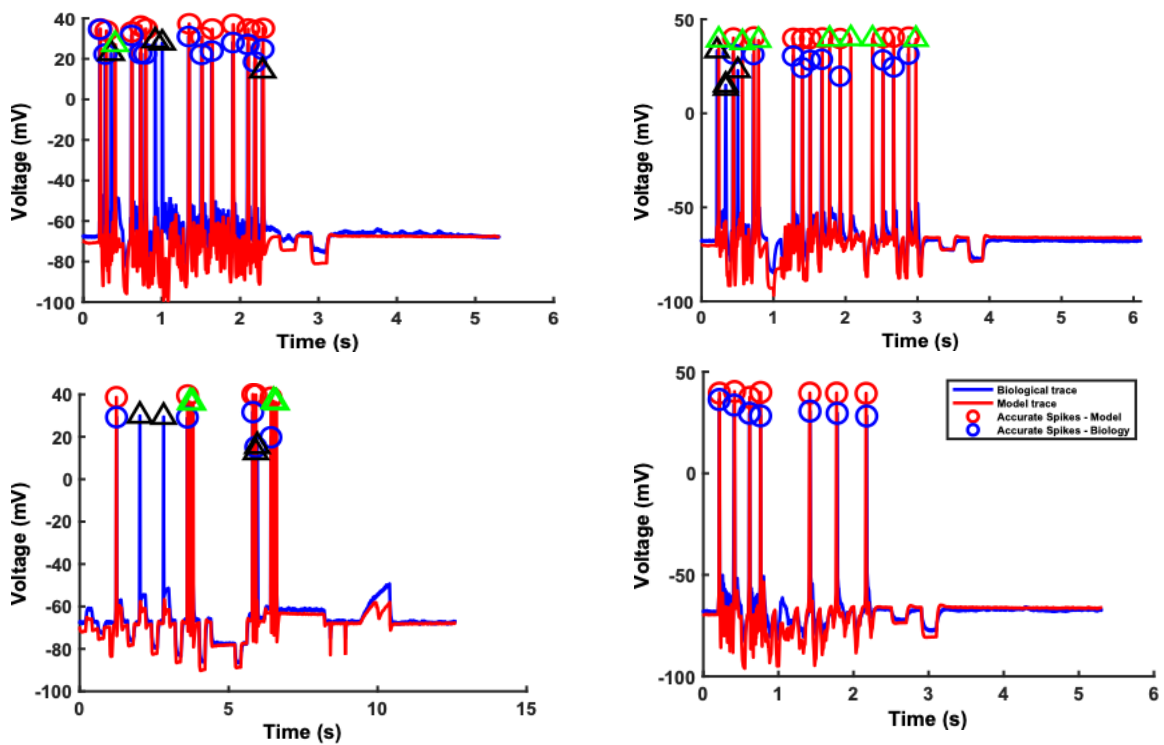 40
20
0
-20
-40
-60
-80
-100
Voltage (mV)
0 1 2 3 4 5 6
Time (s)
50
0
-50
-100
Voltage (mV)
0 1 2 3 4 5 6
Time (s)
40
20
0
-20
-40
-60
-80
-100
Voltage (mV)
0 5 10 15
Time (s)
50
0
-50
-100
Voltage (mV)
0 1 2 3 4 5 6
Time (s)
Biological trace
Model trace
Accurate Spikes - Model
Accurate Spikes - Biology